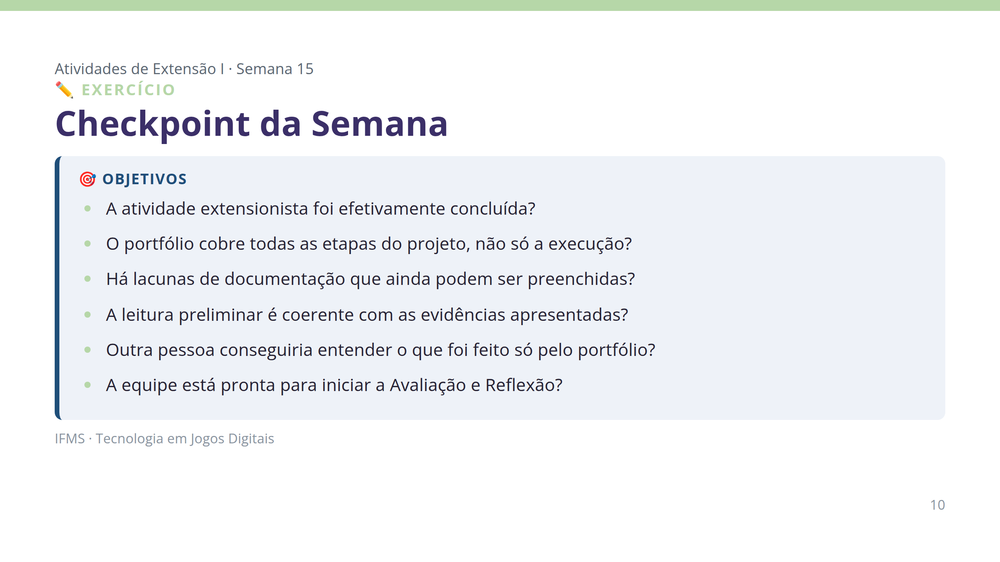 Atividades de Extensão I · Semana 15
✏️ EXERCÍCIO
Checkpoint da Semana
🎯 OBJETIVOS
• A atividade extensionista foi efetivamente concluída?
• O portfólio cobre todas as etapas do projeto, não só a execução?
• Há lacunas de documentação que ainda podem ser preenchidas?
• A leitura preliminar é coerente com as evidências apresentadas?
• Outra pessoa conseguiria entender o que foi feito só pelo portfólio?
• A equipe está pronta para iniciar a Avaliação e Reflexão?
IFMS · Tecnologia em Jogos Digitais
10